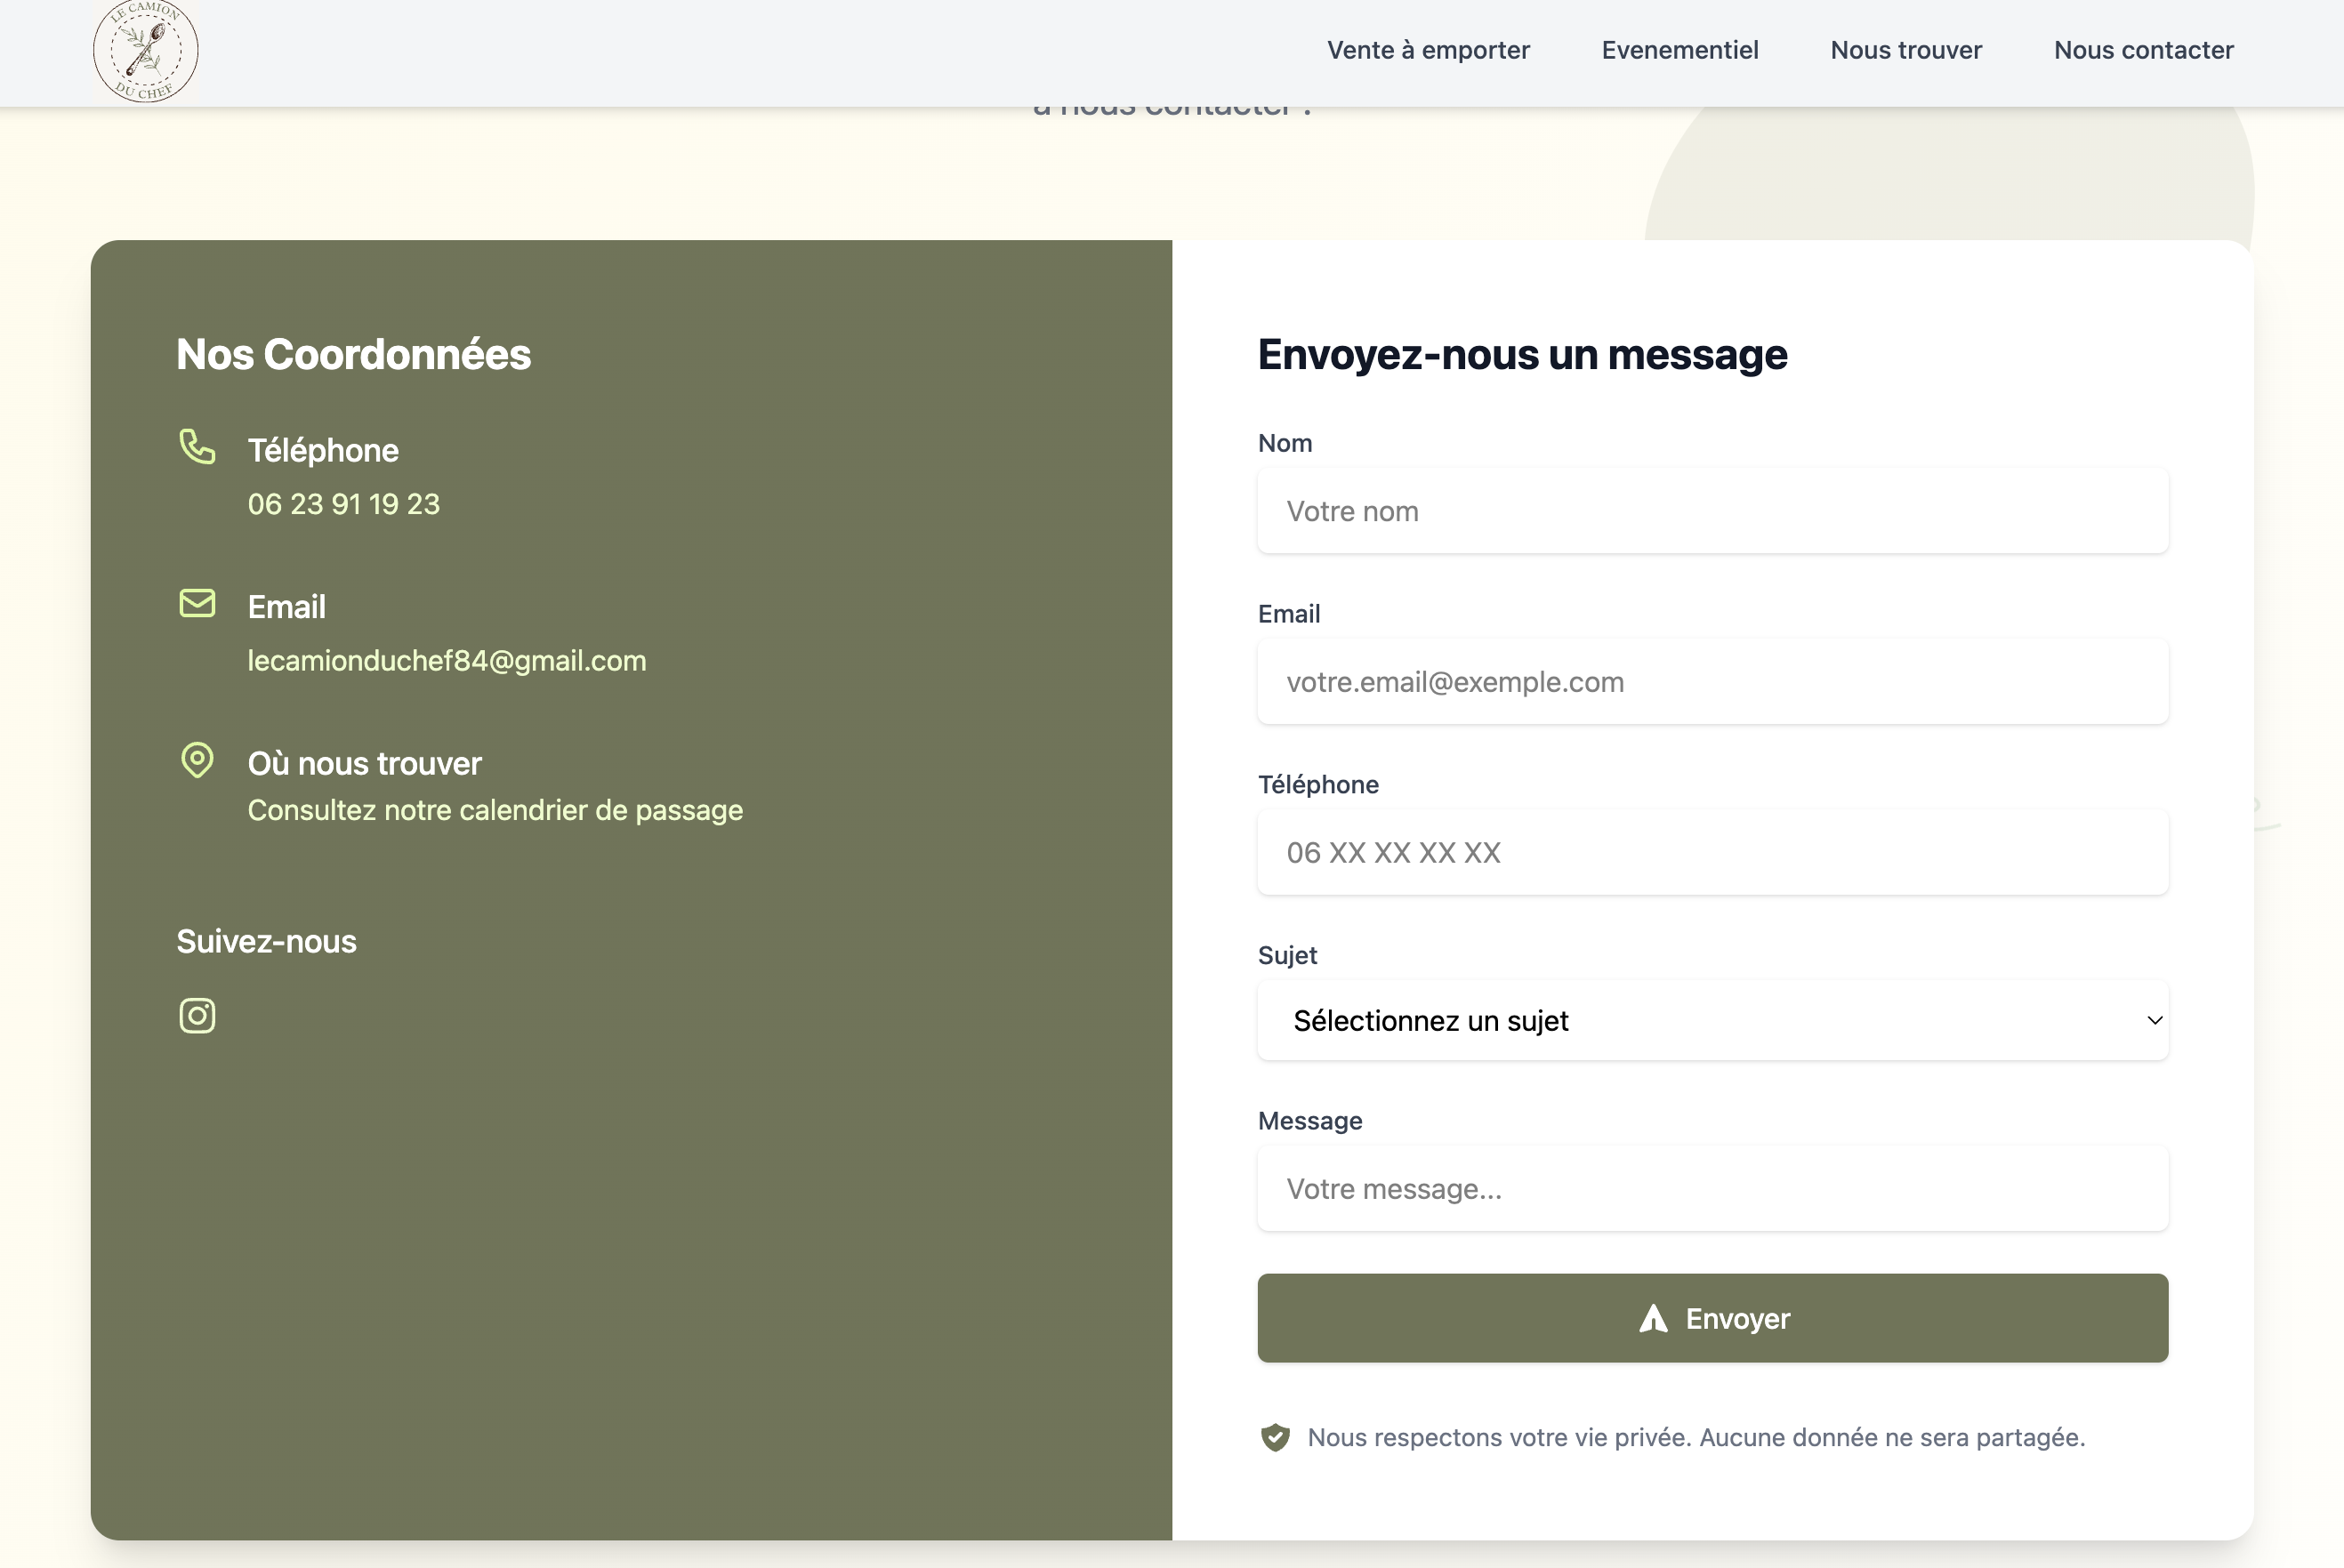 LE CAMION
DU CHEF
Vente à emporter
Evenementiel
Nous trouver
Nous contacter
à nous contacter !
Nos Coordonnées
Téléphone
06 23 91 19 23
Email
lecamionduchef84@gmail.com
Où nous trouver
Consultez notre calendrier de passage
Suivez-nous
Envoyez-nous un message
Nom
Votre nom
Email
votre.email@exemple.com
Téléphone
06 XX XX XX XX
Sujet
Sélectionnez un sujet
Message
Votre message...
Envoyer
Nous respectons votre vie privée. Aucune donnée ne sera partagée.